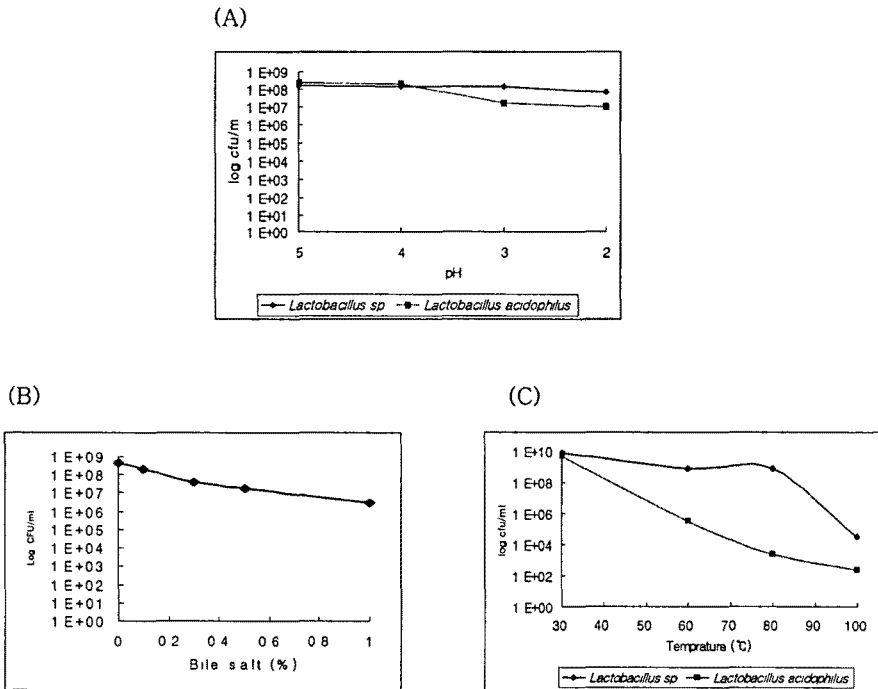 (A)
1 E+09
1 E+08
1 E+07
1 E+06
1 E+05
1 E+04
1 E+03
1 E+02
1 E+01
1 E+00
log cfu/m
5 4 3 2
pH
Lactobacillus sp Lactobacillus acidophilus
(B)
1 E+09
1 E+08
1 E+07
1 E+06
1 E+05
1 E+04
1 E+03
1 E+02
1 E+01
1 E+00
Log CFU/ml
0 0 2 0 4 0 6 0 8 1
Bile salt (%)
(C)
1 E+10
1 E+08
1 E+06
1 E+04
1 E+02
1 E+00
log cfu/ml
30 40 50 60 70 80 90 100
Temprature (℃)
Lactobacillus sp Lactobacillus acidophilus